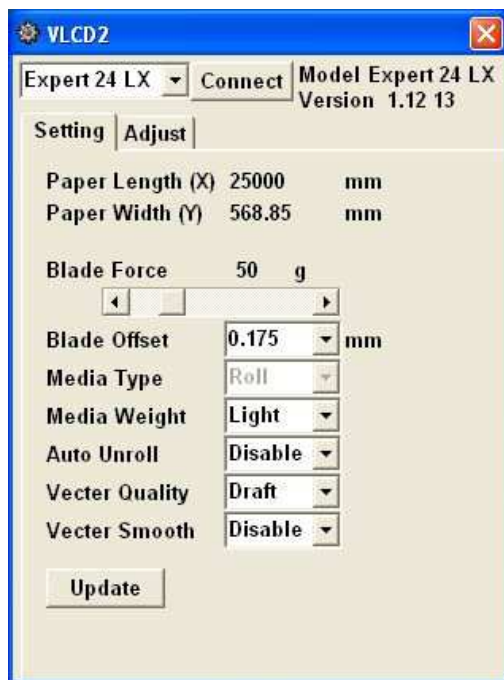 VLCD2
Expert 24 LX Connect Model Expert 24 LX
Version 1.12 13
Setting Adjust
Paper Length (X) 25000 mm
Paper Width (Y) 568.85 mm
Blade Force 50 g
Blade Offset 0.175 mm
Media Type Roll
Media Weight Light
Auto Unroll Disable
Vecter Quality Draft
Vecter Smooth Disable
Update